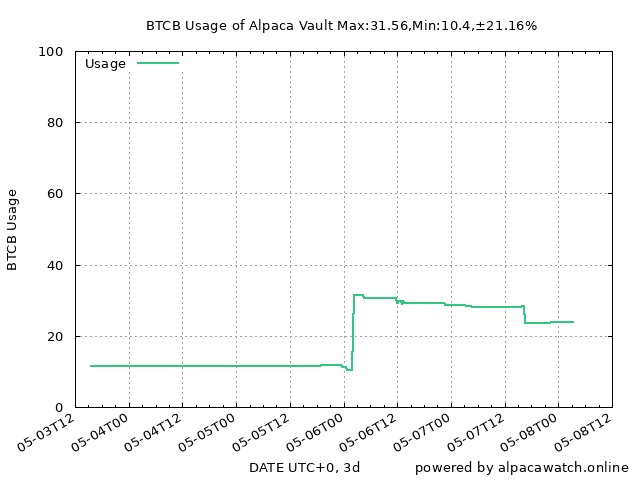 BTCB Usage of Alpaca Vault Max:31.56,Min:10.4,±21.16%
Usage
100
80
60
40
20
0
BTCB Usage
05-03T12
05-04T00
05-04T12
05-05T00
05-05T12
05-06T00
05-06T12
05-07T00
05-07T12
05-08T00
05-08T12
DATE UTC+0, 3d
powered by alpacawatch.online